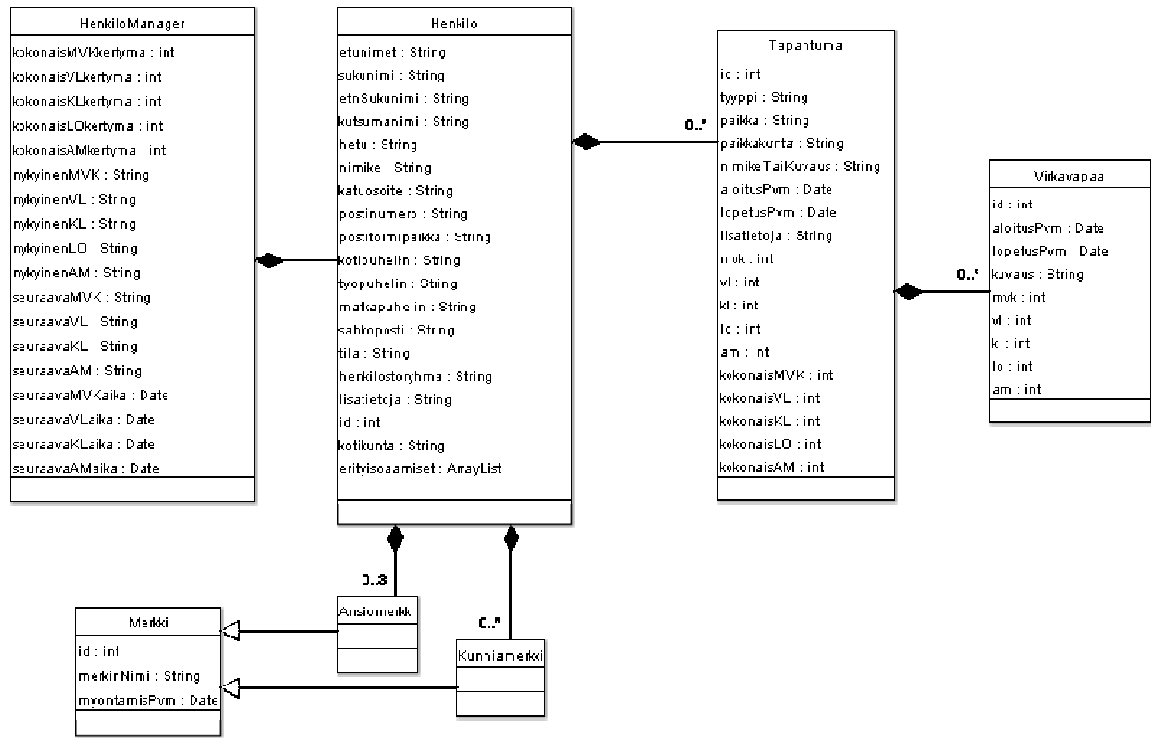 HenkiloManager
kokonaisMVKkertyma : int
kokonaisVLkertyma : int
kokonaisKLkertyma : int
kokonaisLOkertyma : int
kokonaisAMkertyma : int
nykyinenMVK : String
nykyinenVL : String
nykyinenKL : String
nykyinenLO : String
nykyinenAM : String
seuraavaMVK : String
seuraavaVL : String
seuraavaKL : String
seuraavaAM : String
seuraavaMVKaika : Date
seuraavaVLaika : Date
seuraavaKLaika : Date
seuraavaAMaika : Date
Henkilo
etunimet : String
sukunimi : String
etnSukunimi : String
kutsumanimi : String
hetu : String
nimike : String
katuosoite : String
postinumero : String
postitoimipaikka : String
kotipuhelin : String
tyopuhelin : String
matkapuhelin : String
sahkoposti : String
tila : String
henkilostoryhma : String
lisatietoja : String
id : int
kotikunta : String
erityisosaamiset : ArrayList
0..*
Tapahtuma
id : int
tyyppi : String
paikka : String
paikkakunta : String
nimikeTaiKuvaus : String
aloitusPvm : Date
lopetusPvm : Date
lisatietoja : String
mvk : int
vl : int
kl : int
lo : int
am : int
kokonaisMVK : int
kokonaisVL : int
kokonaisKL : int
kokonaisLO : int
kokonaisAM : int
0..*
Virkavapaa
id : int
aloitusPvm : Date
lopetusPvm : Date
kuvaus : String
mvk : int
vl : int
kl : int
lo : int
am : int
Ansiomerkki
0..*
Kunniamerkki
Merkki
id : int
merkinNimi : String
myontamisPvm : Date